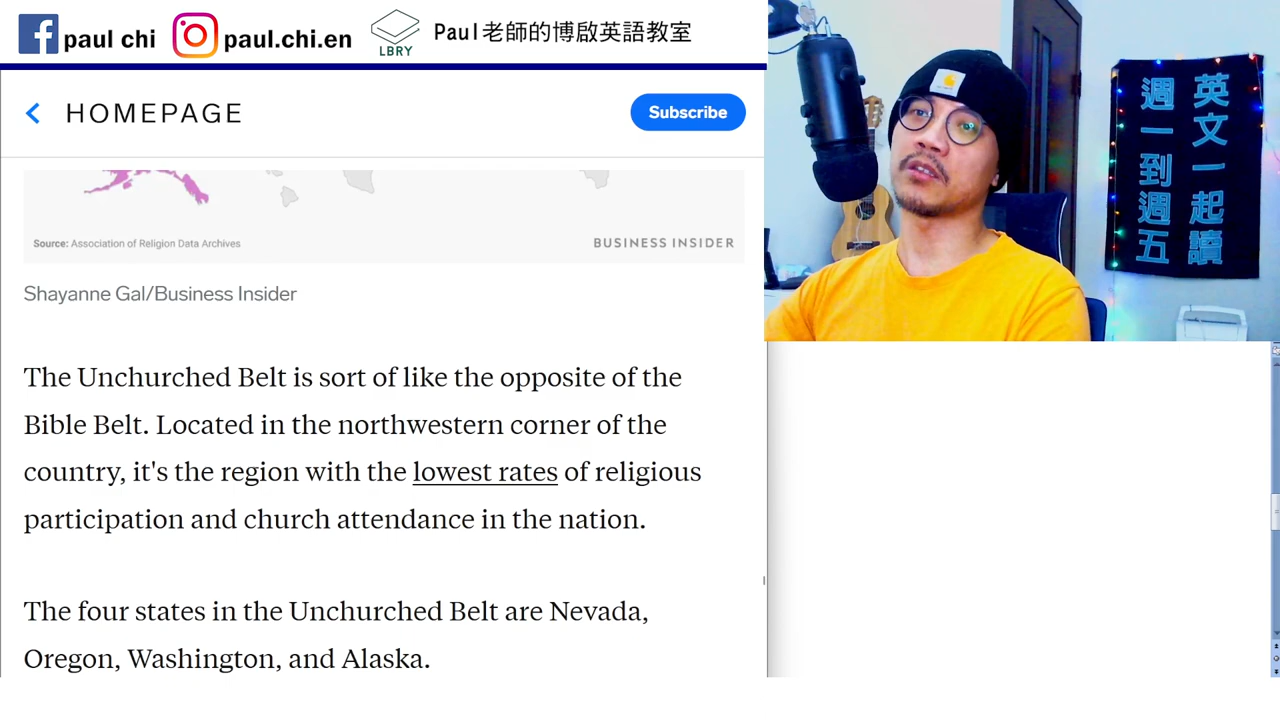 paul chi
paul.chi.en
LBRY
Paul老師的博啟英語教室
HOMEPAGE
Subscribe
Source: Association of Religion Data Archives
BUSINESS INSIDER
Shayanne Gal/Business Insider
The Unchurched Belt is sort of like the opposite of the
Bible Belt. Located in the northwestern corner of the
country, it's the region with the lowest rates of religious
participation and church attendance in the nation.
The four states in the Unchurched Belt are Nevada,
Oregon, Washington, and Alaska.
英文一起讀
週一到週五